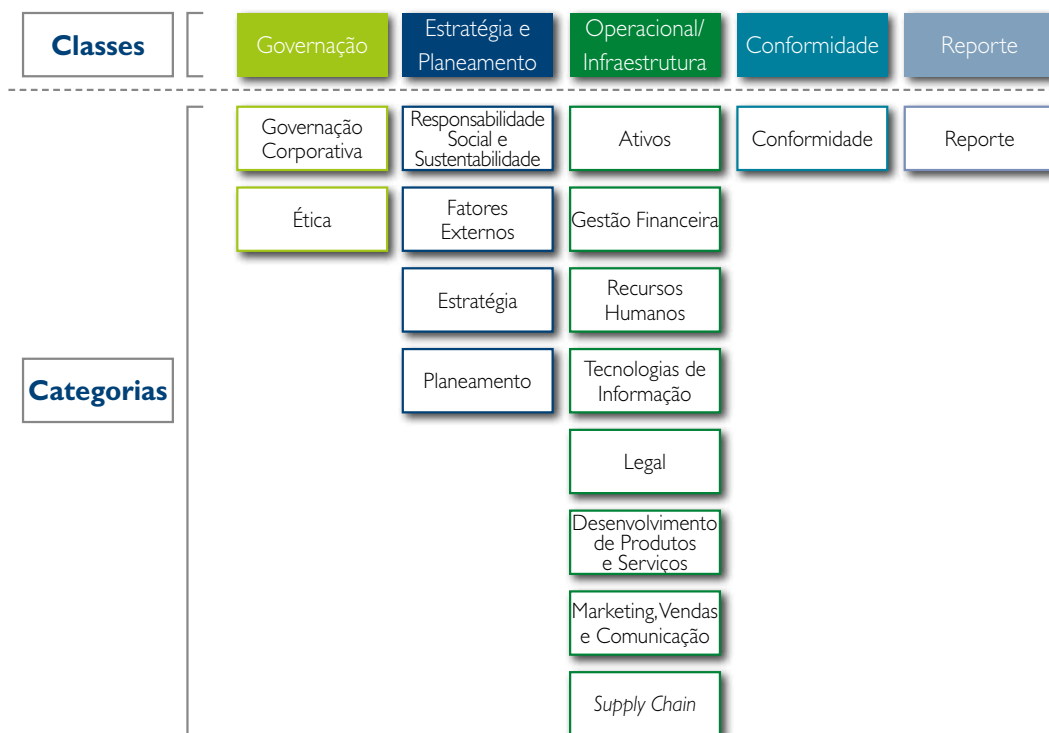 Classes
Governação
Estratégia e
Planeamento
Operacional/
Infraestrutura
Conformidade
Reporte
Categorias
Governação
Corporativa
Ética
Responsabilidade
Social e
Sustentabilidade
Fatores
Externos
Estratégia
Planeamento
Ativos
Gestão Financeira
Recursos
Humanos
Tecnologias de
Informação
Legal
Desenvolvimento
de Produtos
e Serviços
Marketing, Vendas
e Comunicação
Supply Chain
Conformidade
Reporte